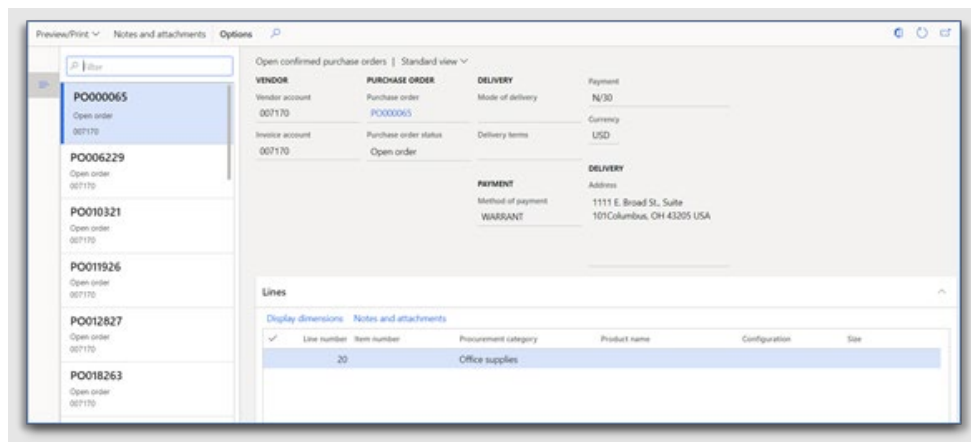 Preview/Print Notes and attachments Options
Filter
PO000065
Open order
007170
PO006229
Open order
007170
PO010321
Open order
007170
PO011926
Open order
007170
PO012827
Open order
007170
PO018263
Open order
007170
Open confirmed purchase orders | Standard view
VENDOR
Vendor account
007170
Invoice account
007170
PURCHASE ORDER
Purchase order
PO000065
Purchase order status
Open order
DELIVERY
Mode of delivery
Delivery terms
PAYMENT
Method of payment
WARRANT
Payment
N/30
Currency
USD
DELIVERY
Address
1111 E. Broad St., Suite
101Columbus, OH 43205 USA
Lines
Display dimensions Notes and attachments
Line number Item number Procurement category Product name Configuration Size
20 Office supplies